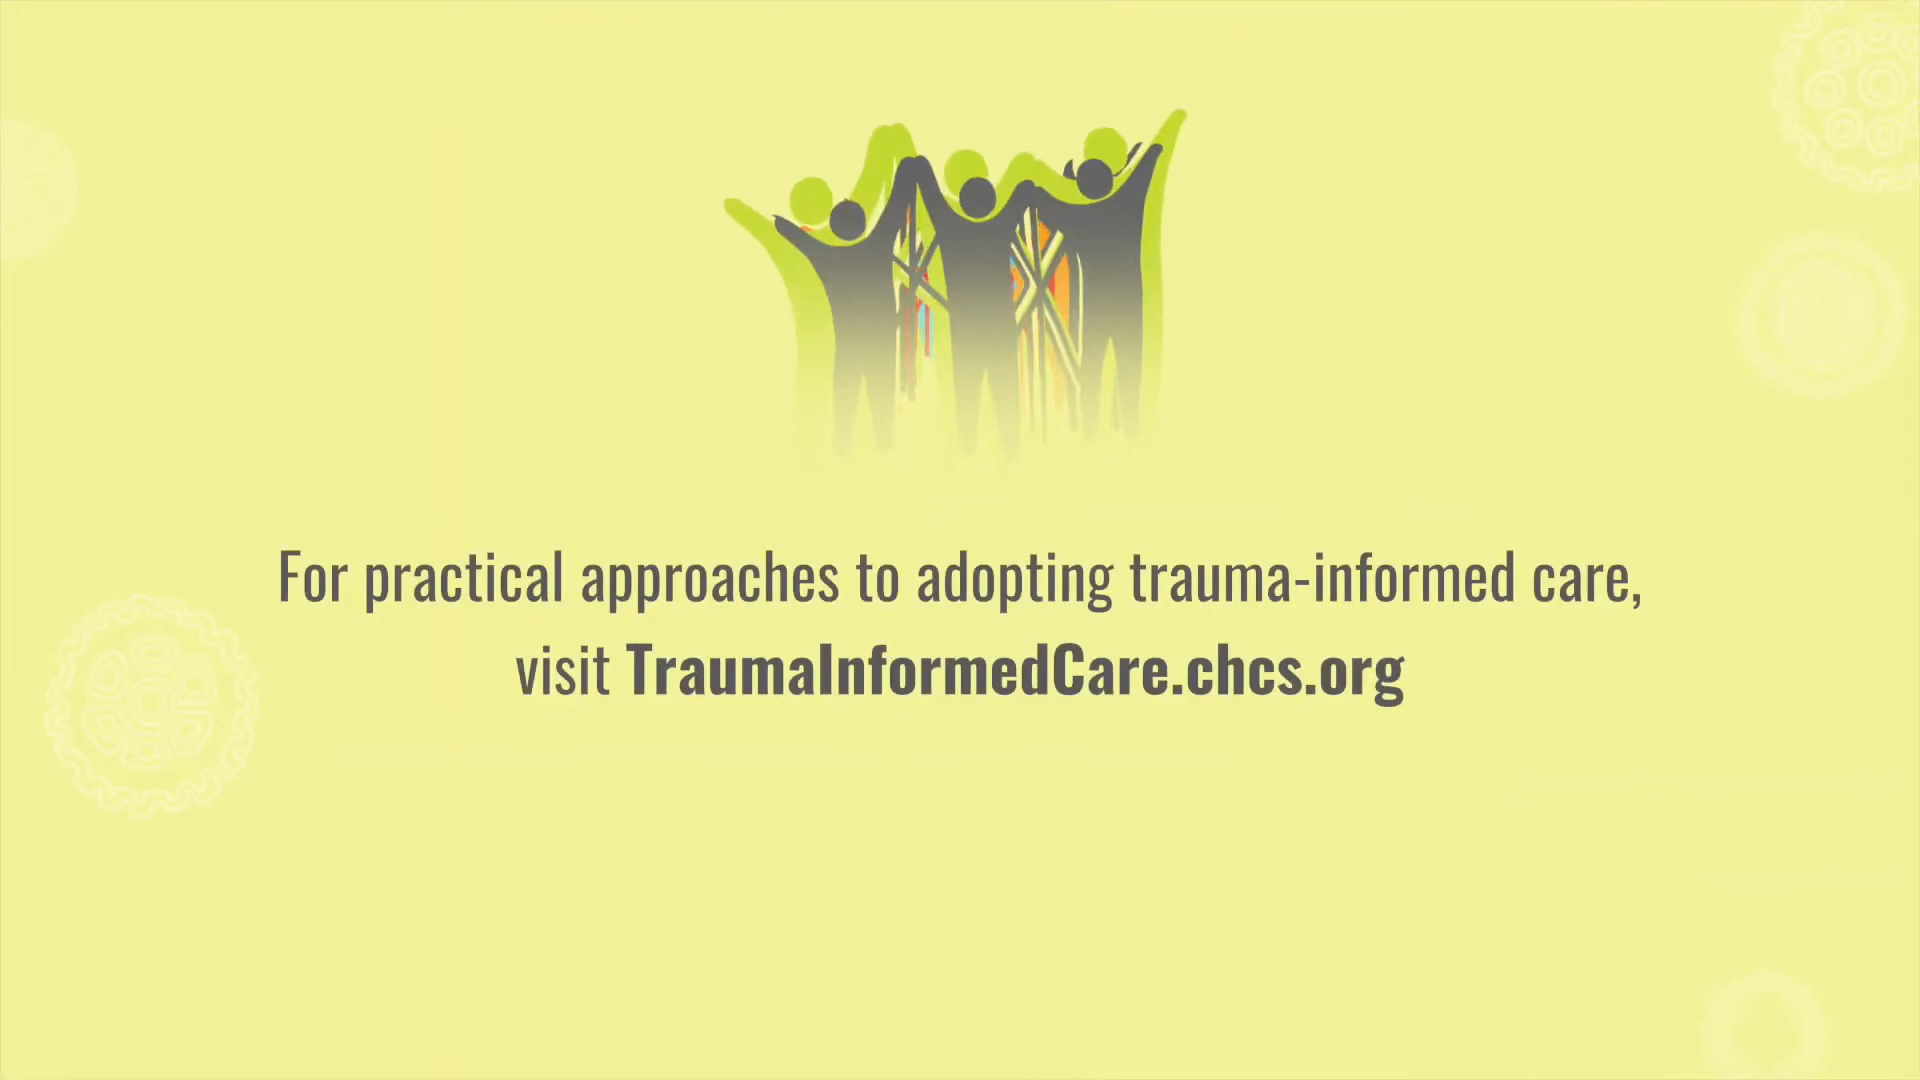 For practical approaches to adopting trauma-informed care,
visit TraumaInformedCare.chcs.org